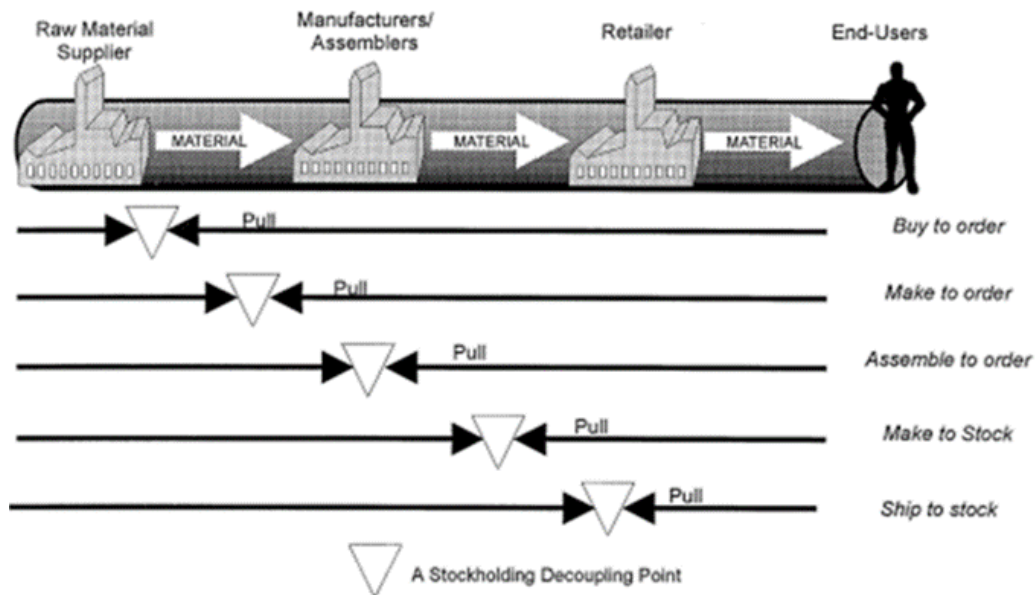 Raw Material
Supplier
Manufacturers/
Assemblers
Retailer
End-Users
MATERIAL
MATERIAL
MATERIAL
Pull
Buy to order
Pull
Make to order
Pull
Assemble to order
Pull
Make to Stock
Pull
Ship to stock
A Stockholding Decoupling Point